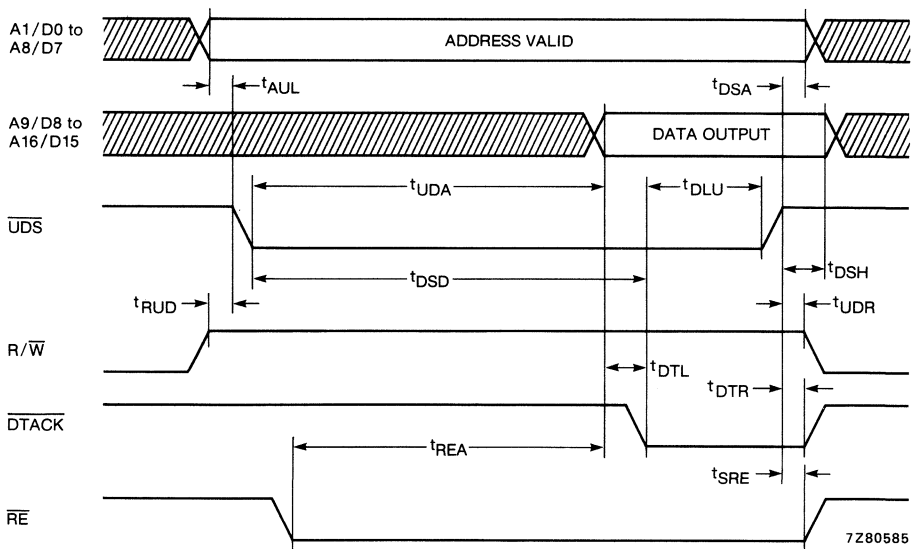 A1/D0 to
A8/D7
ADDRESS VALID
tAUL
tDSA
A9/D8 to
A16/D15
DATA OUTPUT
tUDA
tDLU
UDS
tDSD
tDSH
tRUD
tUDR
R/W
tDTL
tDTR
DTACK
tREA
tSRE
RE
7Z80585